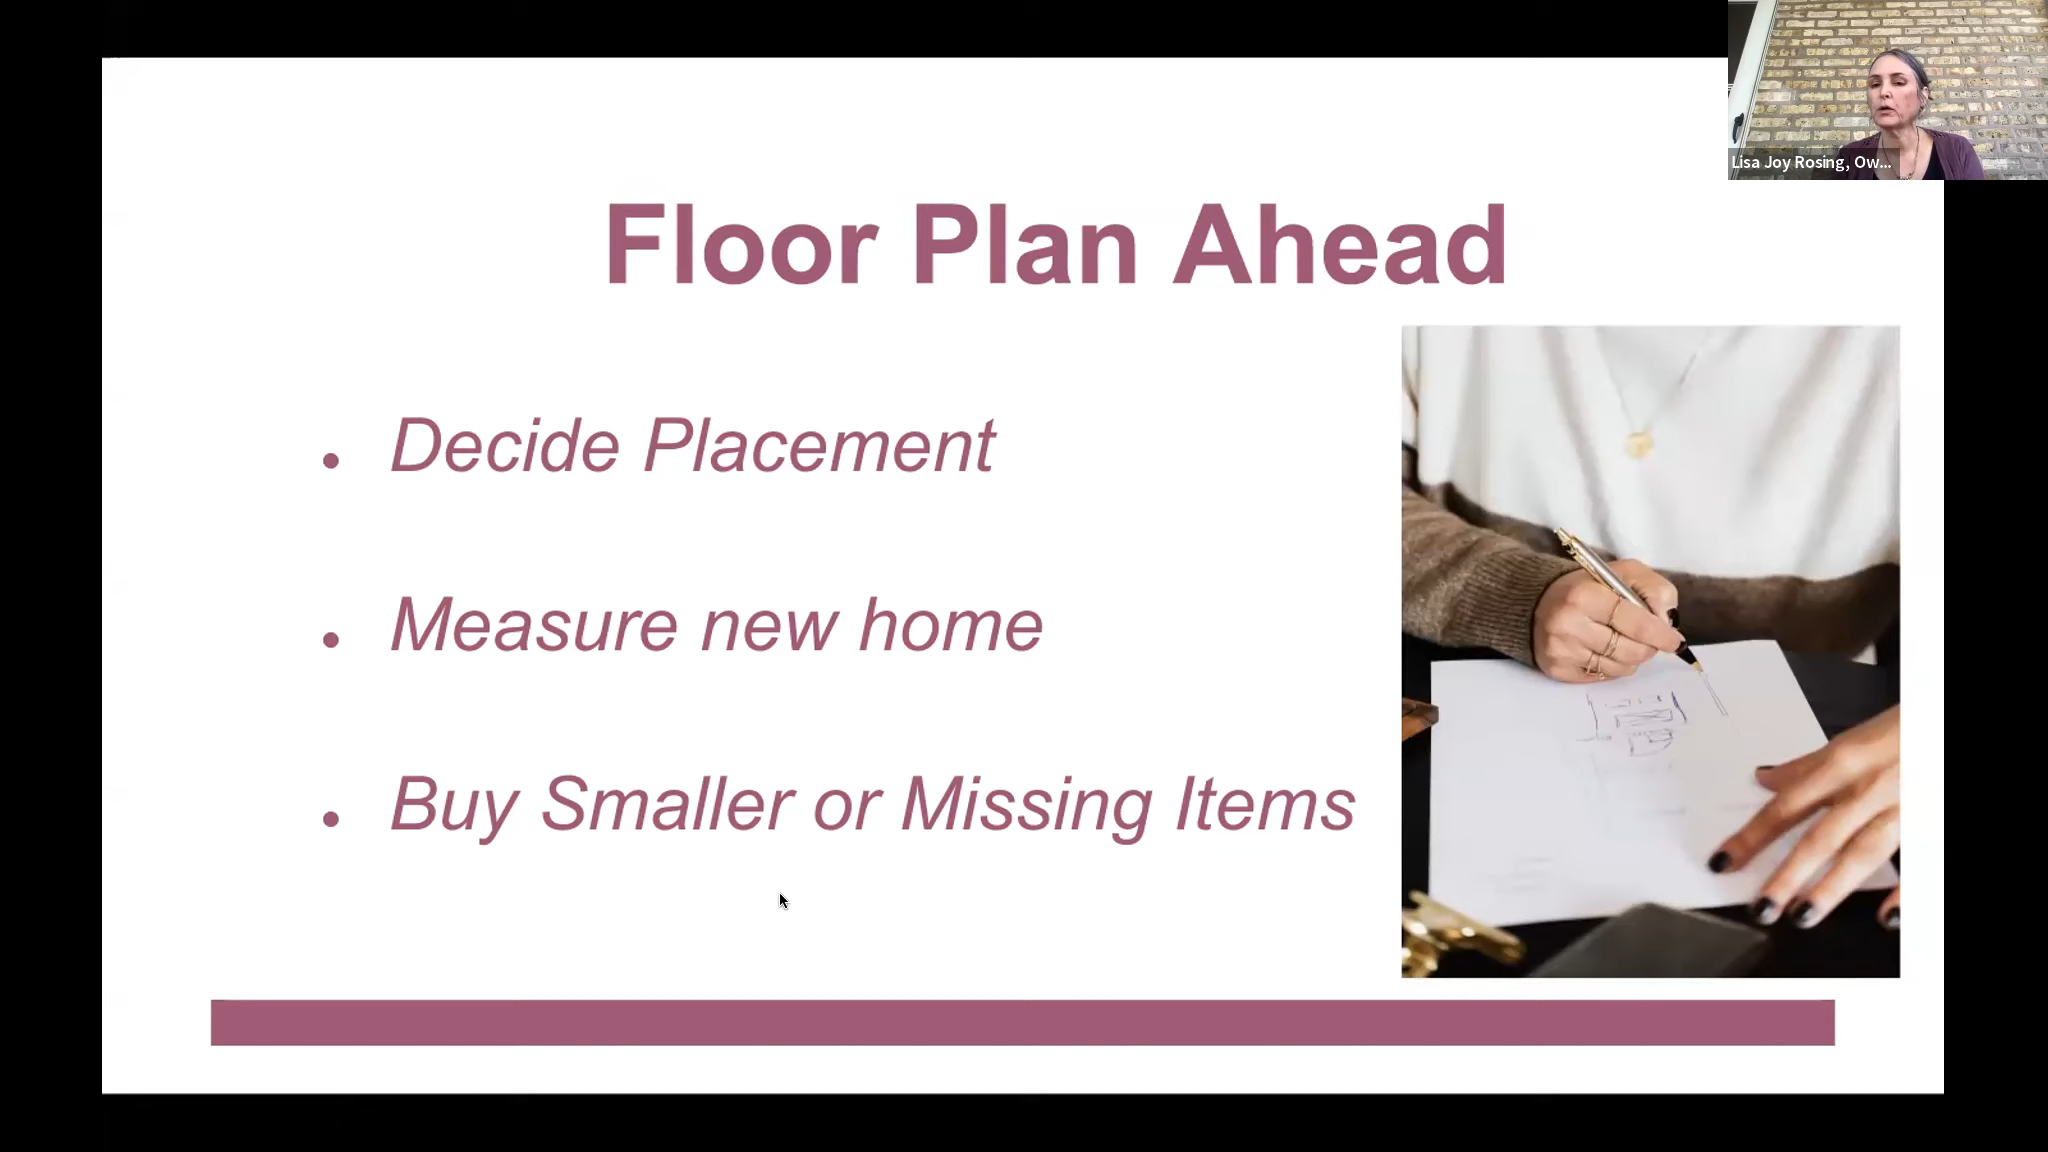 Lisa Joy Rosing, Ow...
Floor Plan Ahead
• Decide Placement
• Measure new home
• Buy Smaller or Missing Items